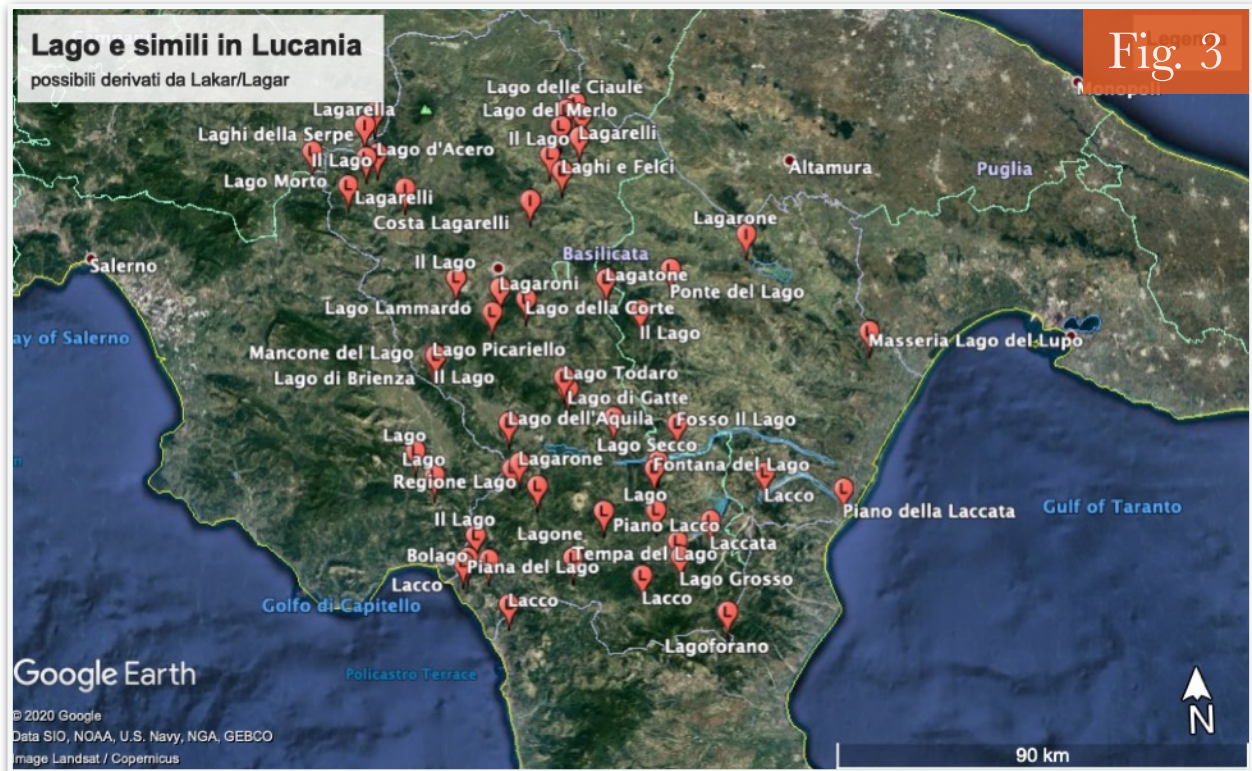 Lago e simili in Lucania
possibili derivati da Lakar/Lagar
Fig. 3
Monopoli
Lago delle Ciaule
Lagarella
Lago del Merlo
Laghi della Serpe
Il Lago
Lagarelli
Il Lago
Lago d'Acero
Laghi e Felci
Altamura
Puglia
Lago Morto
Lagarelli
Costa Lagarelli
Lagarone
Basilicata
Salerno
Il Lago
Lagatone
Lagaroni
Ponte del Lago
Lago Lammardo
Lago della Corte
Il Lago
ay of Salerno
Masseria Lago del Lupo
Mancone del Lago
Lago Picariello
Lago di Brienza
Il Lago
Lago Todaro
Lago di Gatte
Lago dell'Aquila
Fosso Il Lago
Lago
Lago Secco
Lago
Lagarone
Fontana del Lago
Regione Lago
Lago
Lacco
Piano della Laccata
Gulf of Taranto
Il Lago
Lagone
Piano Lacco
Laccata
Bolago
Piana del Lago
Tempa del Lago
Lago Grosso
Lacco
Lacco
Lacco
Golfo di Capitello
Lagoforano
Google Earth
Policastro Terrace
© 2020 Google
Data SIO, NOAA, U.S. Navy, NGA, GEBCO
Image Landsat / Copernicus
N
90 km